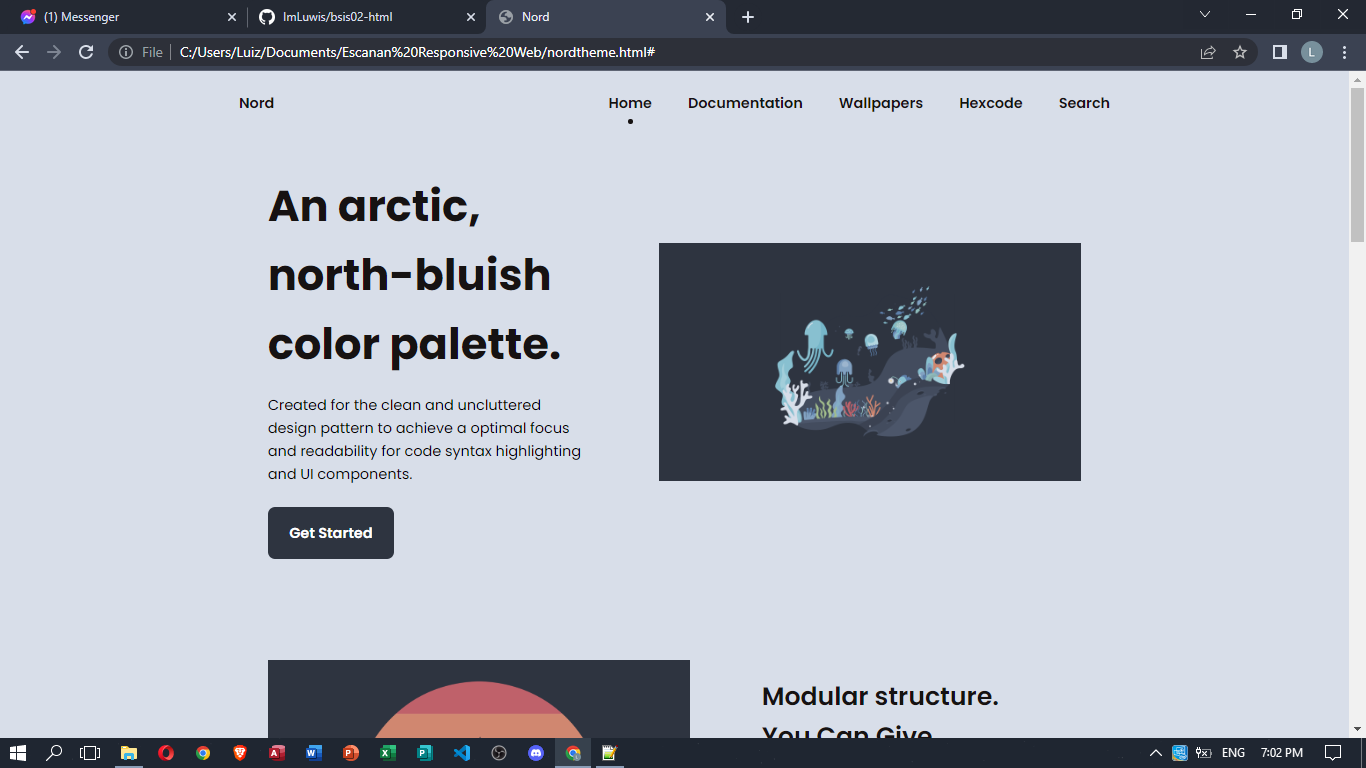 (1) Messenger
ImLuwis/bsis02-html
Nord
File
C:/Users/Luiz/Documents/Escanan%20Responsive%20Web/nordtheme.html#
L
Nord
Home
Documentation
Wallpapers
Hexcode
Search
An arctic,
north-bluish
color palette.
Created for the clean and uncluttered
design pattern to achieve a optimal focus
and readability for code syntax highlighting
and UI components.
Get Started
Modular structure.
You Can Give
ENG
7:02 PM